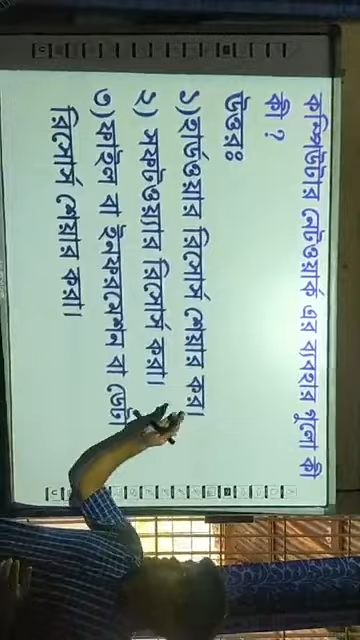 কম্পিউটার নেটওয়ার্ক এর ব্যবহার গুলো কী
কী ?
উত্তরঃ
১)হার্ডওয়্যার রিসোর্স শেয়ার করা।
২) সফটওয়্যার রিসোর্স করা।
৩)ফাইল বা ইনফরমেশন বা ডেটা
রিসোর্স শেয়ার করা।